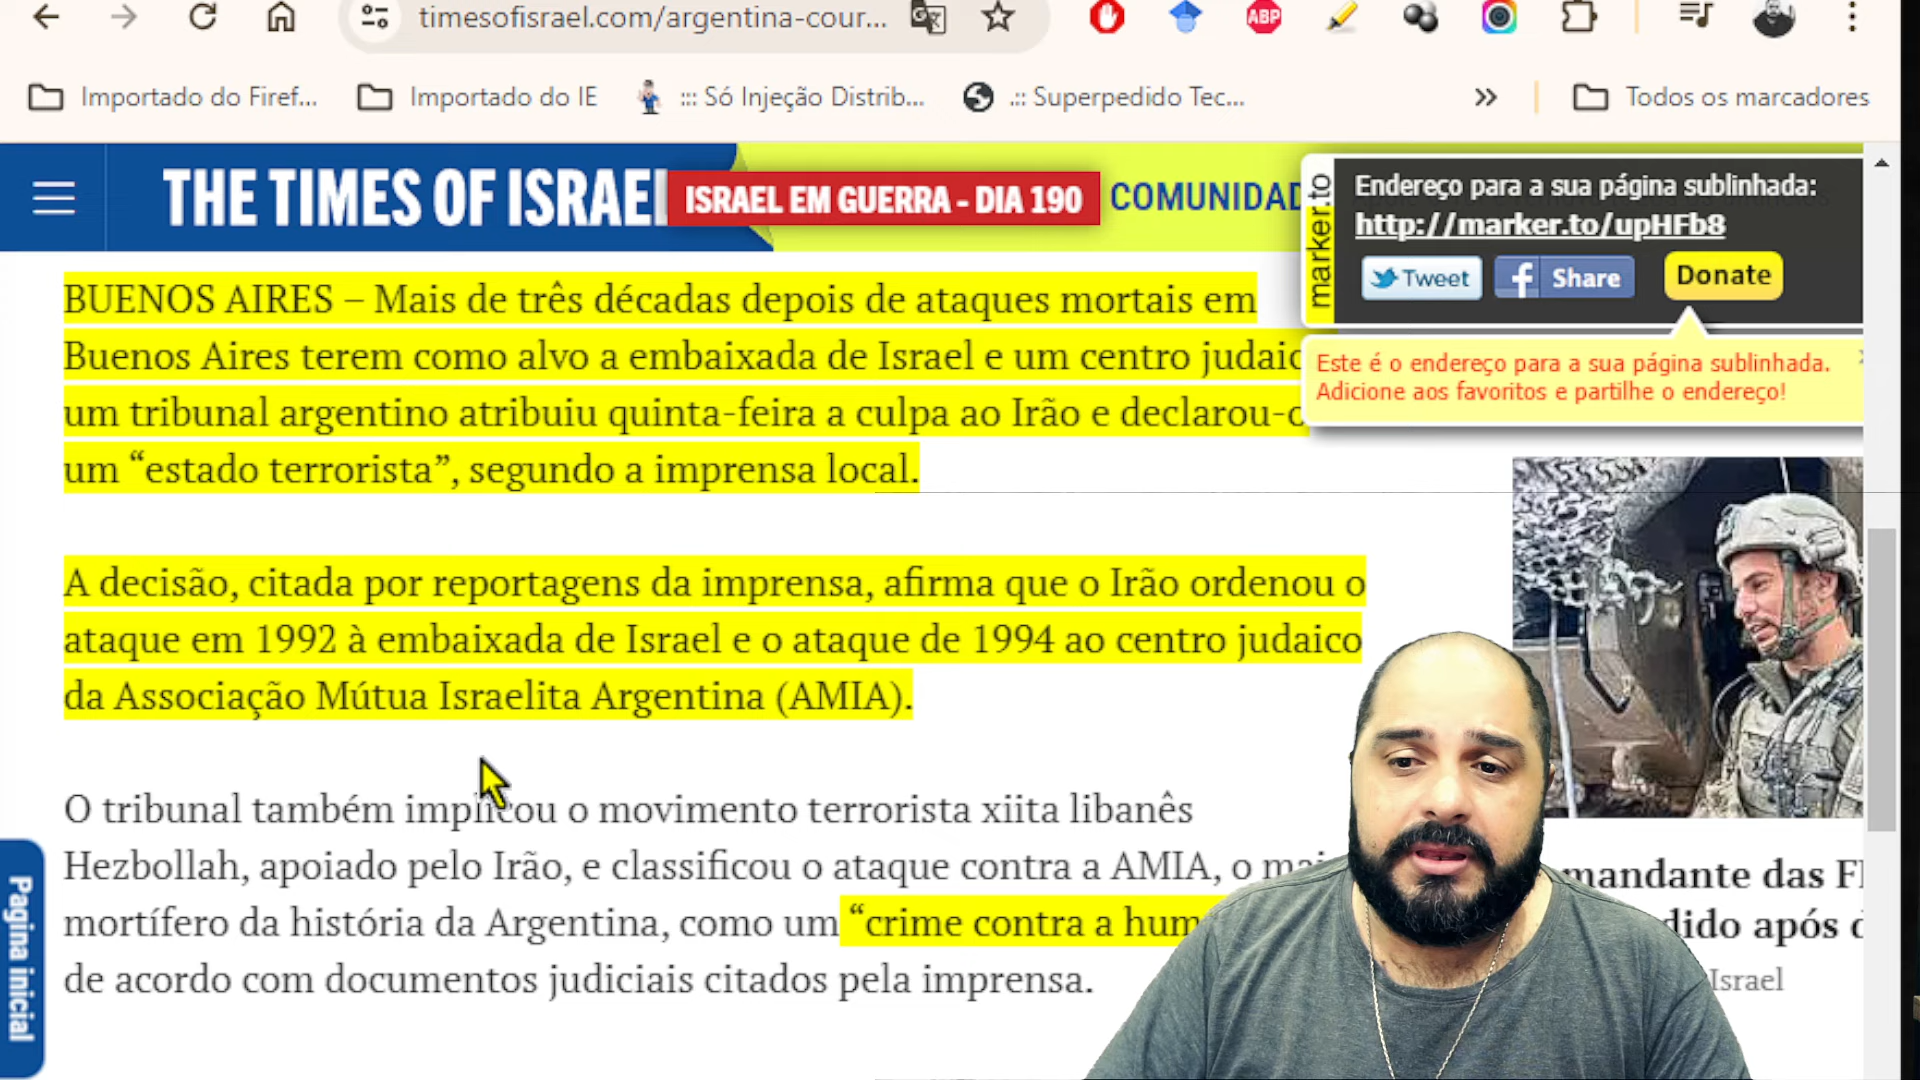 timesofisrael.com/argentina-cour...
ABP
Importado do Firef...
Importado do IE
::: Só Injeção Distrib...
.:: Superpedido Tec...
Todos os marcadores
THE TIMES OF ISRAEL
ISRAEL EM GUERRA - DIA 190
COMUNIDAD
marker.to
Endereço para a sua página sublinhada:
http://marker.to/upHFb8
Tweet
Share
Donate
Este é o endereço para a sua página sublinhada.
Adicione aos favoritos e partilhe o endereço!
BUENOS AIRES – Mais de três décadas depois de ataques mortais em
Buenos Aires terem como alvo a embaixada de Israel e um centro judaic
um tribunal argentino atribuiu quinta-feira a culpa ao Irão e declarou-o
um “estado terrorista”, segundo a imprensa local.
A decisão, citada por reportagens da imprensa, afirma que o Irão ordenou o
ataque em 1992 à embaixada de Israel e o ataque de 1994 ao centro judaico
da Associação Mútua Israelita Argentina (AMIA).
O tribunal também implicou o movimento terrorista xiita libanês
Hezbollah, apoiado pelo Irão, e classificou o ataque contra a AMIA, o mai
mortífero da história da Argentina, como um “crime contra a hum
de acordo com documentos judiciais citados pela imprensa.
mandante das F
dido após d
Israel
Pagina inicial